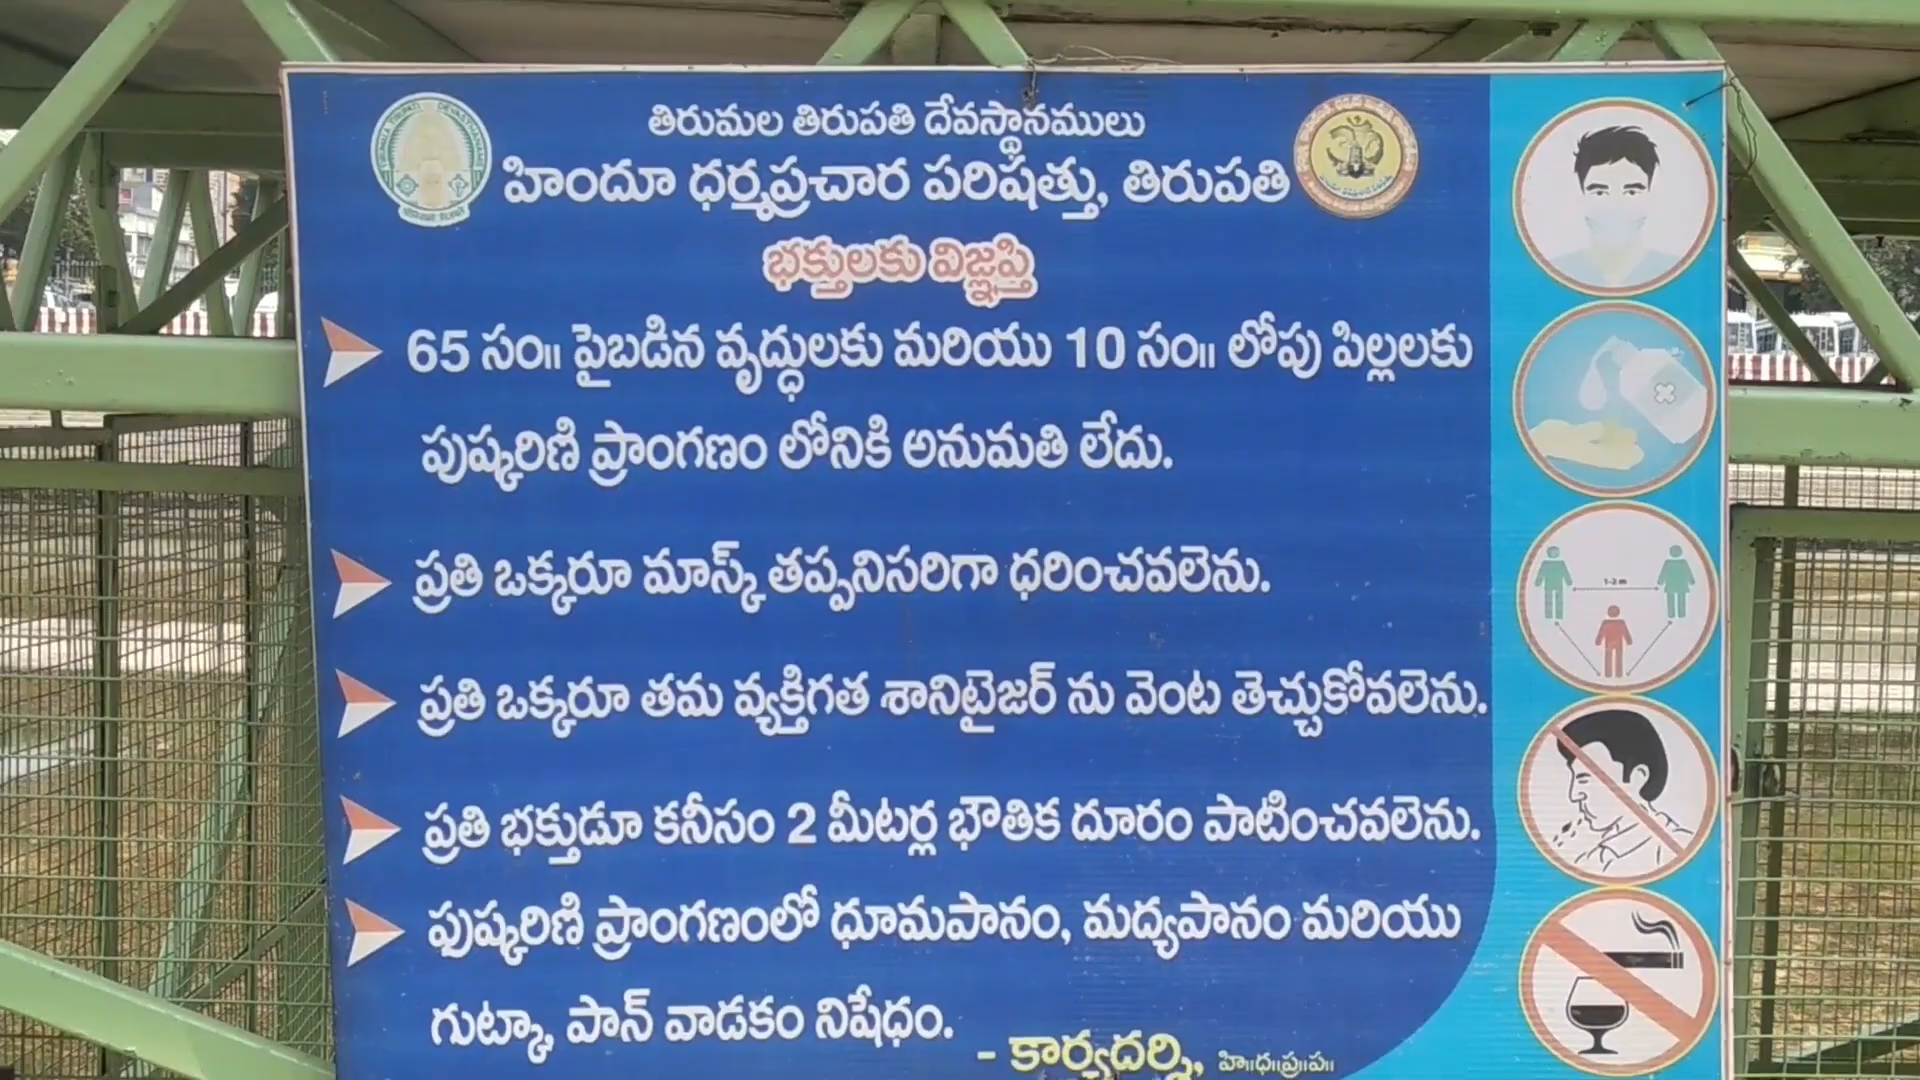 తిరుమల తిరుపతి దేవస్థానములు
హిందూ ధర్మప్రచార పరిషత్తు, తిరుపతి
భక్తులకు విజ్ఞప్తి
65 సం॥ పైబడిన వృద్ధులకు మరియు 10 సం॥ లోపు పిల్లలకు
పుష్కరిణి ప్రాంగణం లోనికి అనుమతి లేదు.
ప్రతి ఒక్కరూ మాస్క్ తప్పనిసరిగా ధరించవలెను.
ప్రతి ఒక్కరూ తమ వ్యక్తిగత శానిటైజర్ ను వెంట తెచ్చుకోవలెను.
ప్రతి భక్తుడూ కనీసం 2 మీటర్ల భౌతిక దూరం పాటించవలెను.
పుష్కరిణి ప్రాంగణంలో ధూమపానం, మద్యపానం మరియు
గుట్కా, పాన్ వాడకం నిషేధం.
- కార్యదర్శి, హి॥ధ॥ప్ర॥ప॥
1-2 m